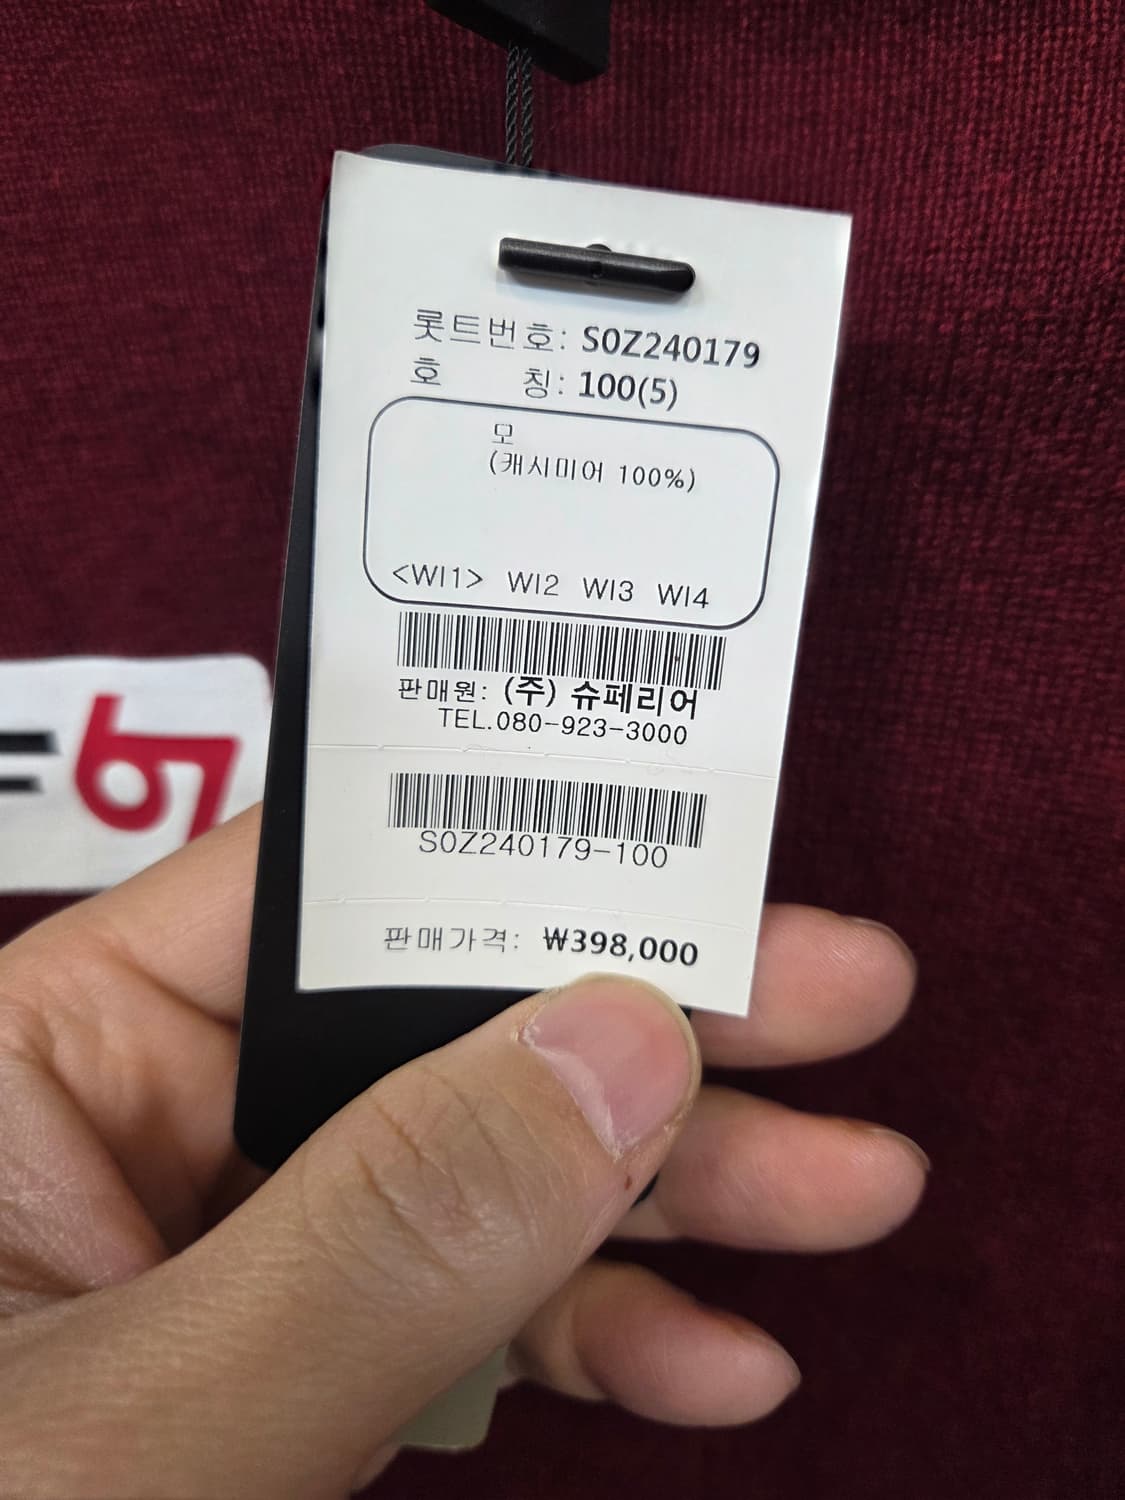 롯트번호: S0Z240179
호 칭: 100(5)
모
(캐시미어 100%)
<WI1> WI2 WI3 WI4
판매원: (주) 슈페리어
TEL.080-923-3000
S0Z240179-100
판매가격: ₩398,000